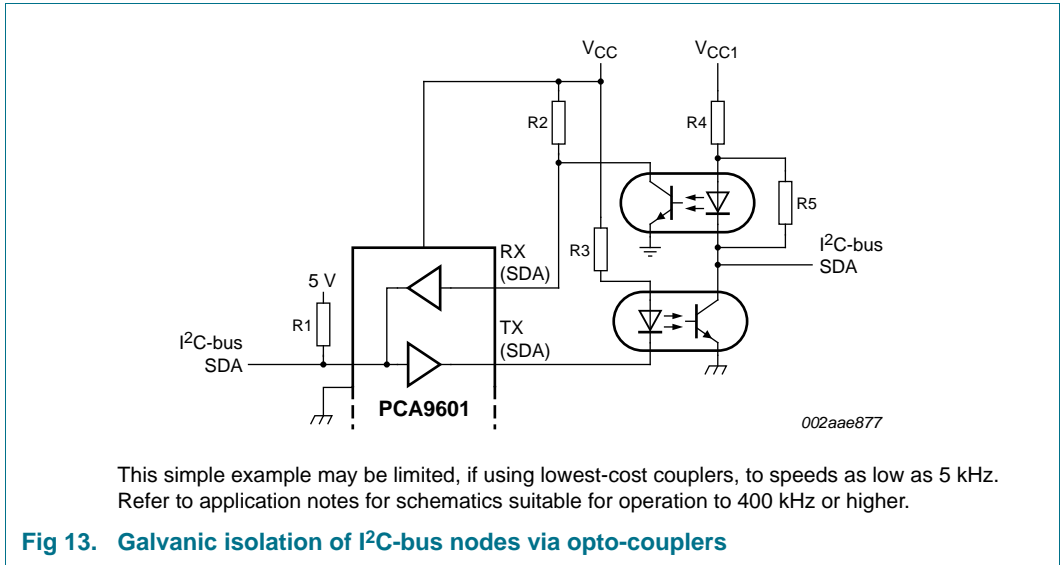 VCC
VCC1
R2
R4
R5
R3
I2C-bus
SDA
RX
(SDA)
5 V
R1
TX
(SDA)
I2C-bus
SDA
PCA9601
002aae877
This simple example may be limited, if using lowest-cost couplers, to speeds as low as 5 kHz.
Refer to application notes for schematics suitable for operation to 400 kHz or higher.
Fig 13. Galvanic isolation of I2C-bus nodes via opto-couplers